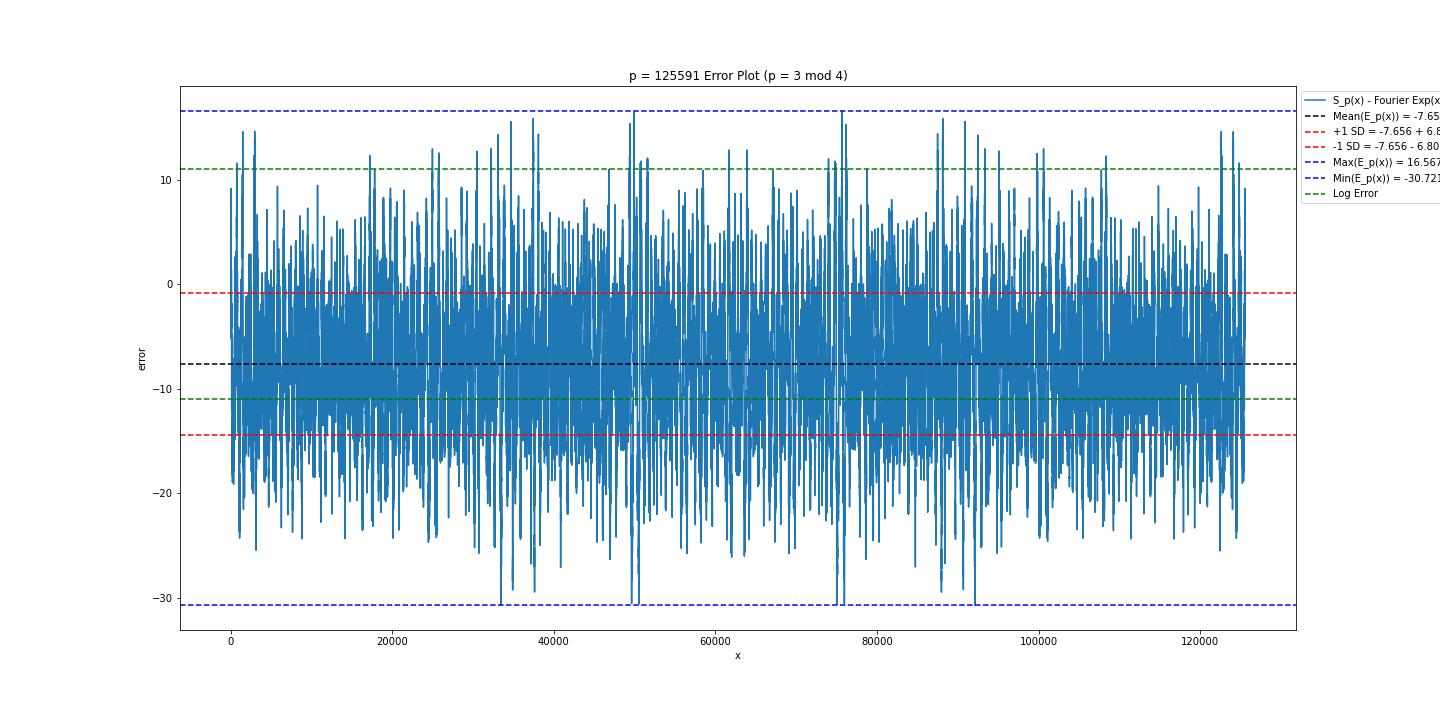 p = 125591 Error Plot (p = 3 mod 4)
S_p(x) - Fourier Exp(x
Mean(E_p(x)) = -7.65
+1 SD = -7.656 + 6.8
-1 SD = -7.656 - 6.80
Max(E_p(x)) = 16.567
Min(E_p(x)) = -30.721
Log Error
error
10
0
−10
−20
−30
0 20000 40000 60000 80000 100000 120000
x